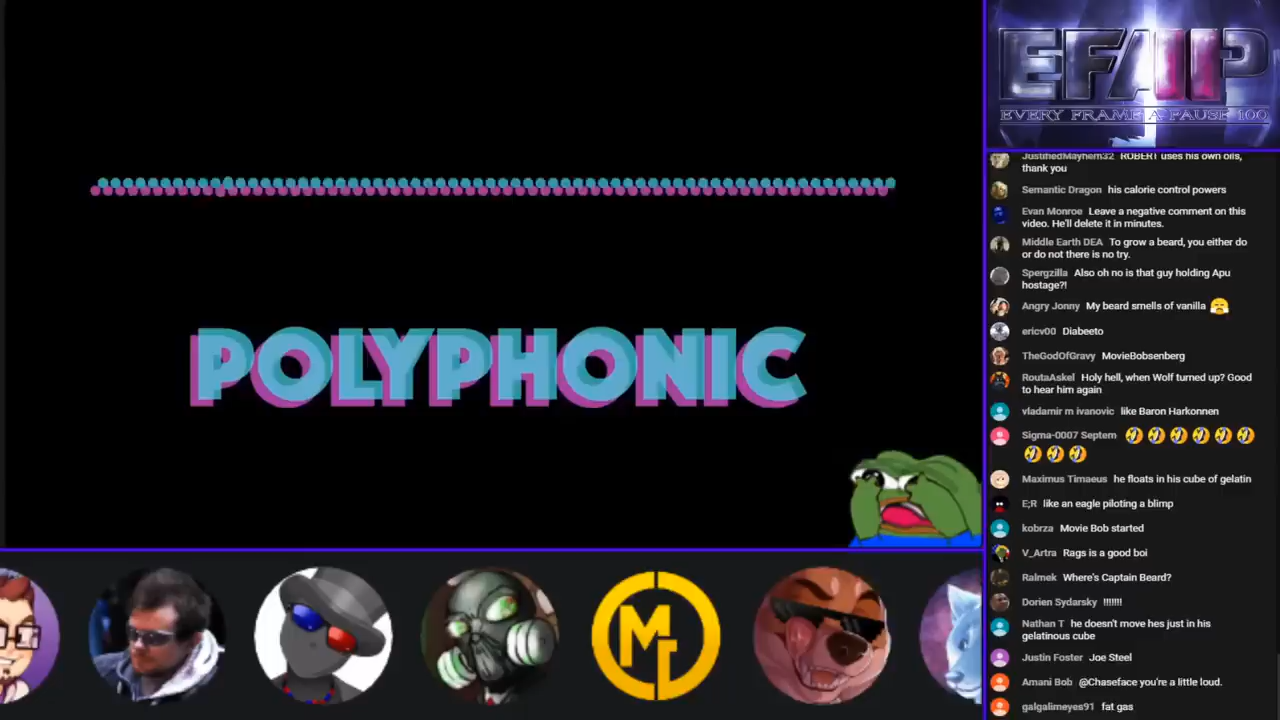 POLYPHONIC
EFAP
EVERY FRAME A PAUSE 100
JustifiedMayhem32 ROBERT uses his own oils,
thank you
Semantic Dragon his calorie control powers
Evan Monroe Leave a negative comment on this
video. He'll delete it in minutes.
Middle Earth DEA To grow a beard, you either do
or do not there is no try.
Spergzilla Also oh no is that guy holding Apu
hostage?!
Angry Jonny My beard smells of vanilla
ericv00 Diabeeto
TheGodOfGravy MovieBobsenberg
RoutaAskel Holy hell, when Wolf turned up? Good
to hear him again
vladamir m ivanovic like Baron Harkonnen
Sigma-0007 Septem
Maximus Timaeus he floats in his cube of gelatin
E;R like an eagle piloting a blimp
kobrza Movie Bob started
V_Artra Rags is a good boi
Ralmek Where's Captain Beard?
Dorien Sydarsky !!!!!!!
Nathan T he doesn't move hes just in his
gelatinous cube
Justin Foster Joe Steel
Amani Bob @Chaseface you're a little loud.
galgalimeyes91 fat gas